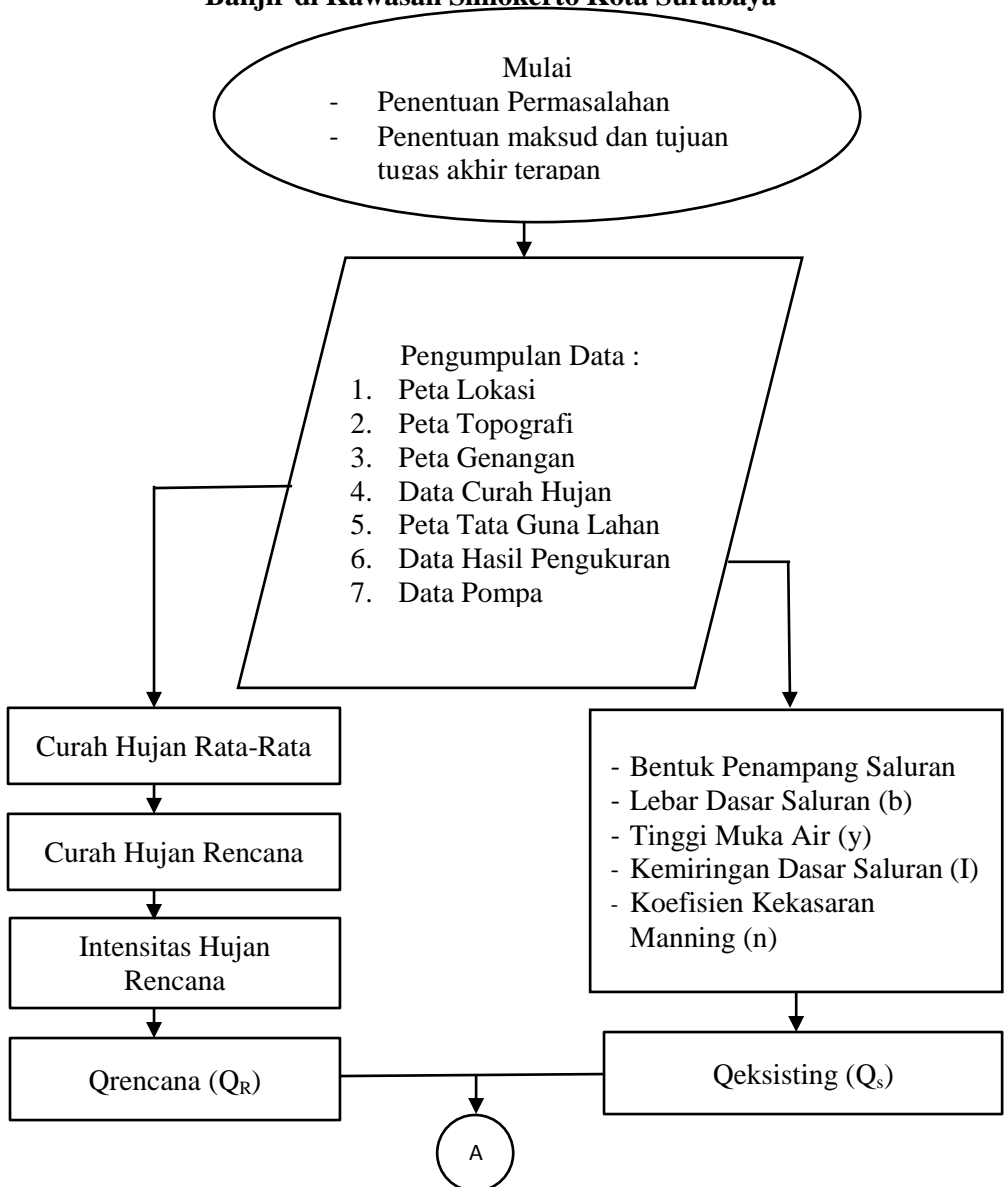 Banjir di Kawasan Simokerto Kota Surabaya
Mulai
- Penentuan Permasalahan
- Penentuan maksud dan tujuan
tugas akhir terapan
Pengumpulan Data :
1. Peta Lokasi
2. Peta Topografi
3. Peta Genangan
4. Data Curah Hujan
5. Peta Tata Guna Lahan
6. Data Hasil Pengukuran
7. Data Pompa
Curah Hujan Rata-Rata
Curah Hujan Rencana
Intensitas Hujan
Rencana
Qrencana (QR)
- Bentuk Penampang Saluran
- Lebar Dasar Saluran (b)
- Tinggi Muka Air (y)
- Kemiringan Dasar Saluran (I)
- Koefisien Kekasaran
Manning (n)
Qeksisting (Qs)
A